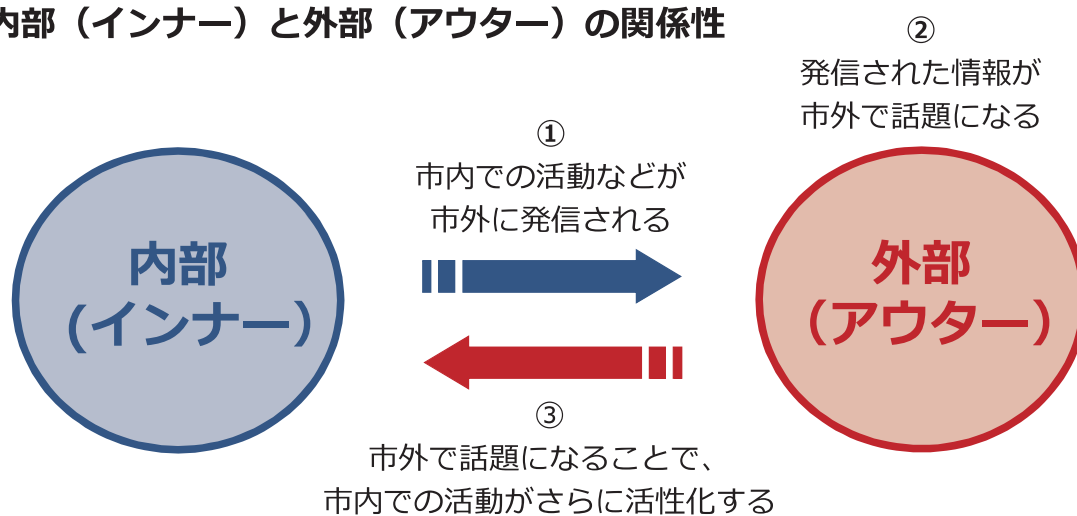 内部（インナー）と外部（アウター）の関係性
①
市内での活動などが
市外に発信される
②
発信された情報が
市外で話題になる
内部
（インナー）
外部
（アウター）
③
市外で話題になることで、
市内での活動がさらに活性化する